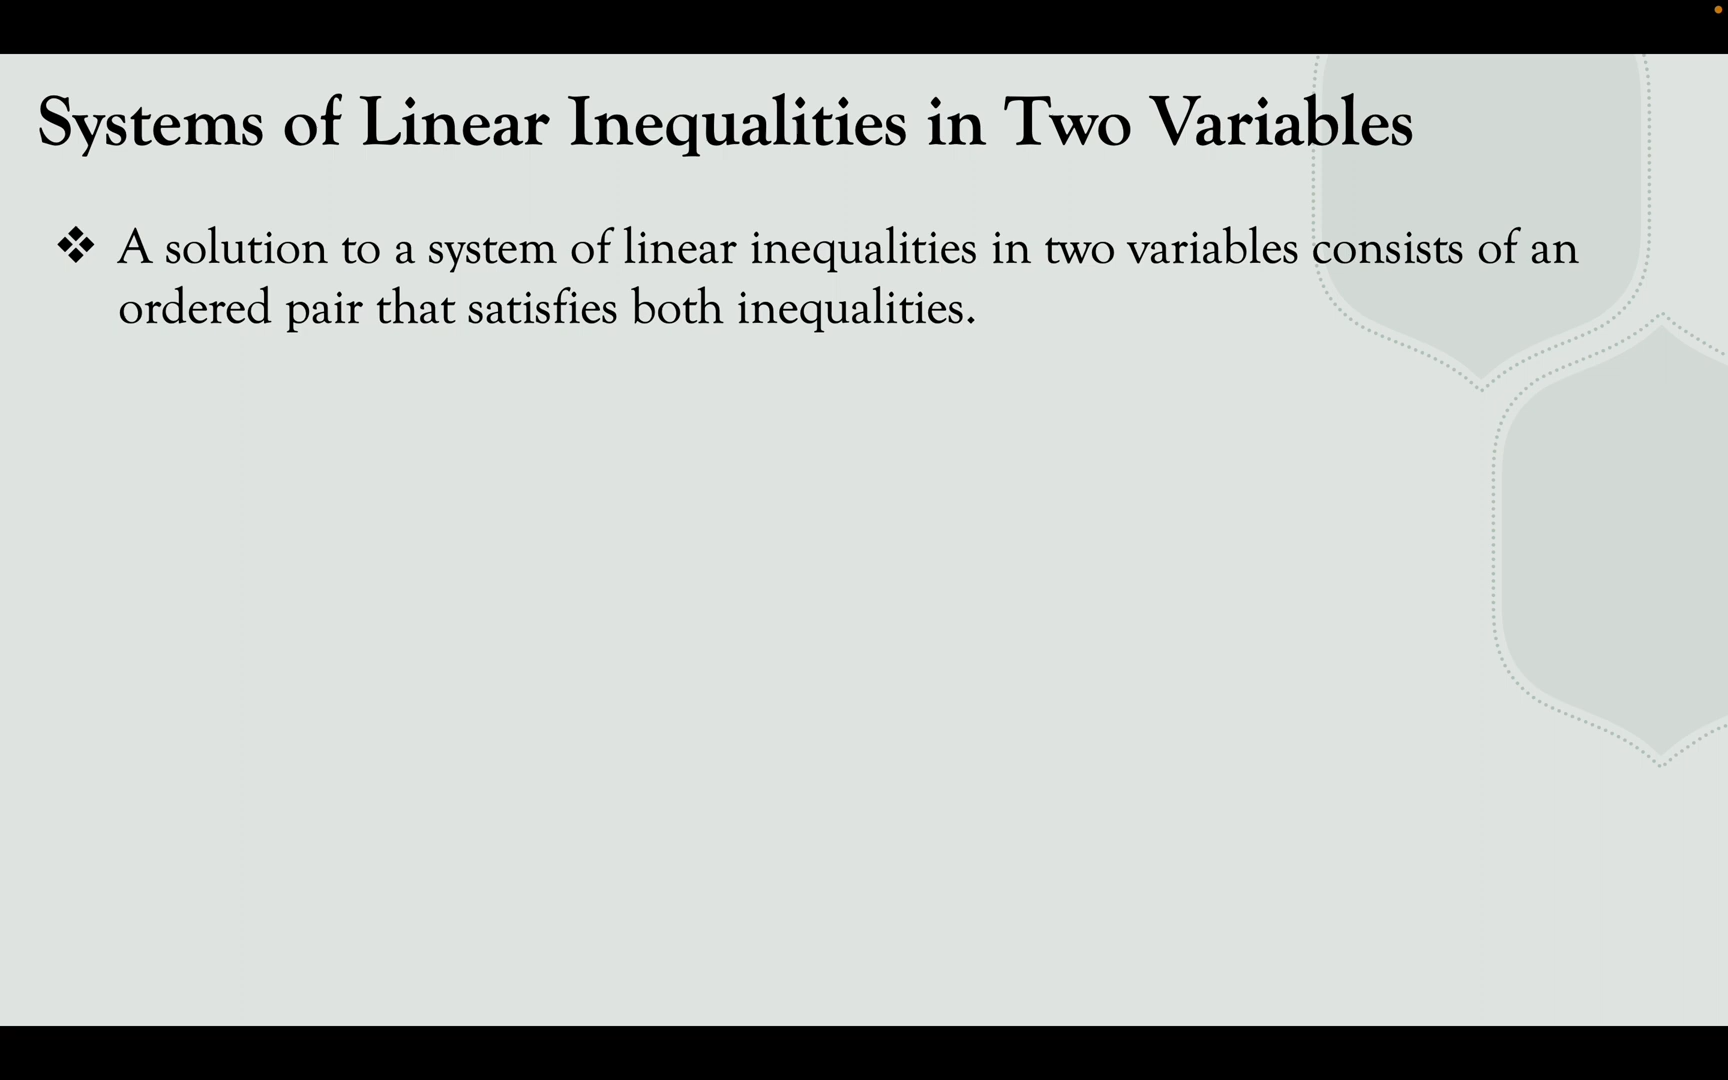 Systems of Linear Inequalities in Two Variables
❖ A solution to a system of linear inequalities in two variables consists of an
ordered pair that satisfies both inequalities.